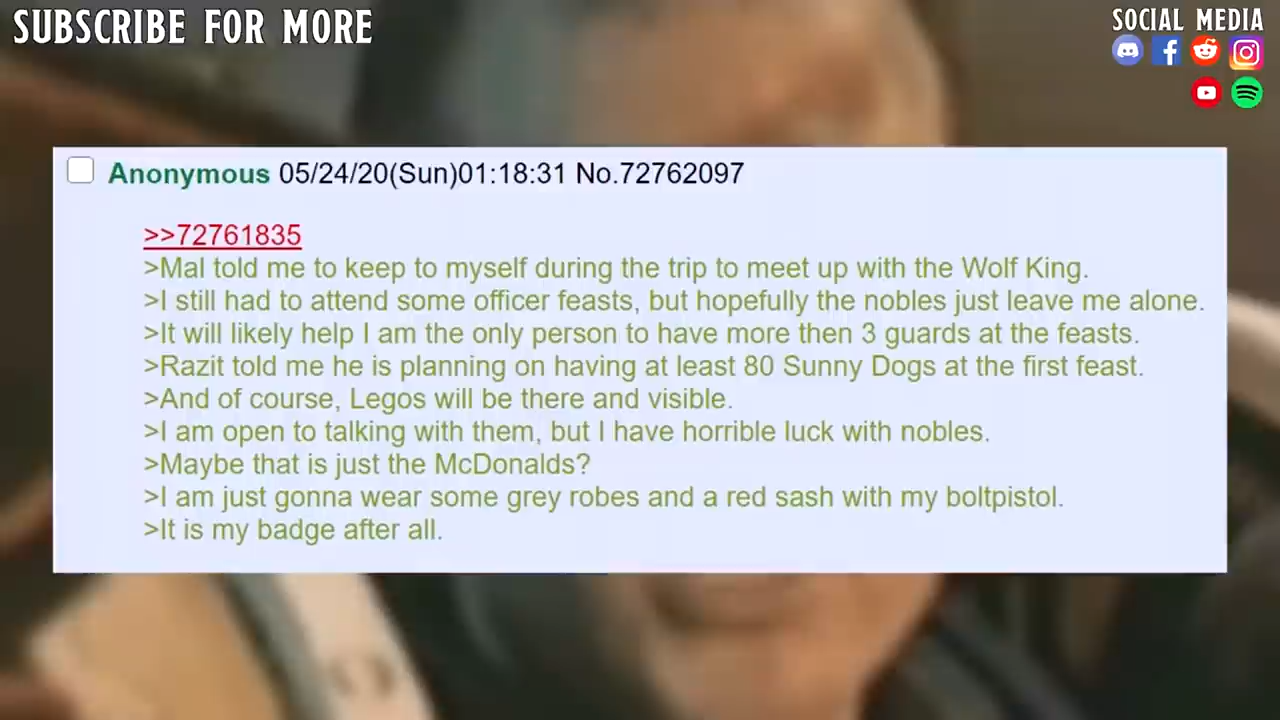 SUBSCRIBE FOR MORE
SOCIAL MEDIA
Anonymous 05/24/20(Sun)01:18:31 No.72762097
>>72761835
>Mal told me to keep to myself during the trip to meet up with the Wolf King.
>I still had to attend some officer feasts, but hopefully the nobles just leave me alone.
>It will likely help I am the only person to have more then 3 guards at the feasts.
>Razit told me he is planning on having at least 80 Sunny Dogs at the first feast.
>And of course, Legos will be there and visible.
>I am open to talking with them, but I have horrible luck with nobles.
>Maybe that is just the McDonalds?
>I am just gonna wear some grey robes and a red sash with my boltpistol.
>It is my badge after all.